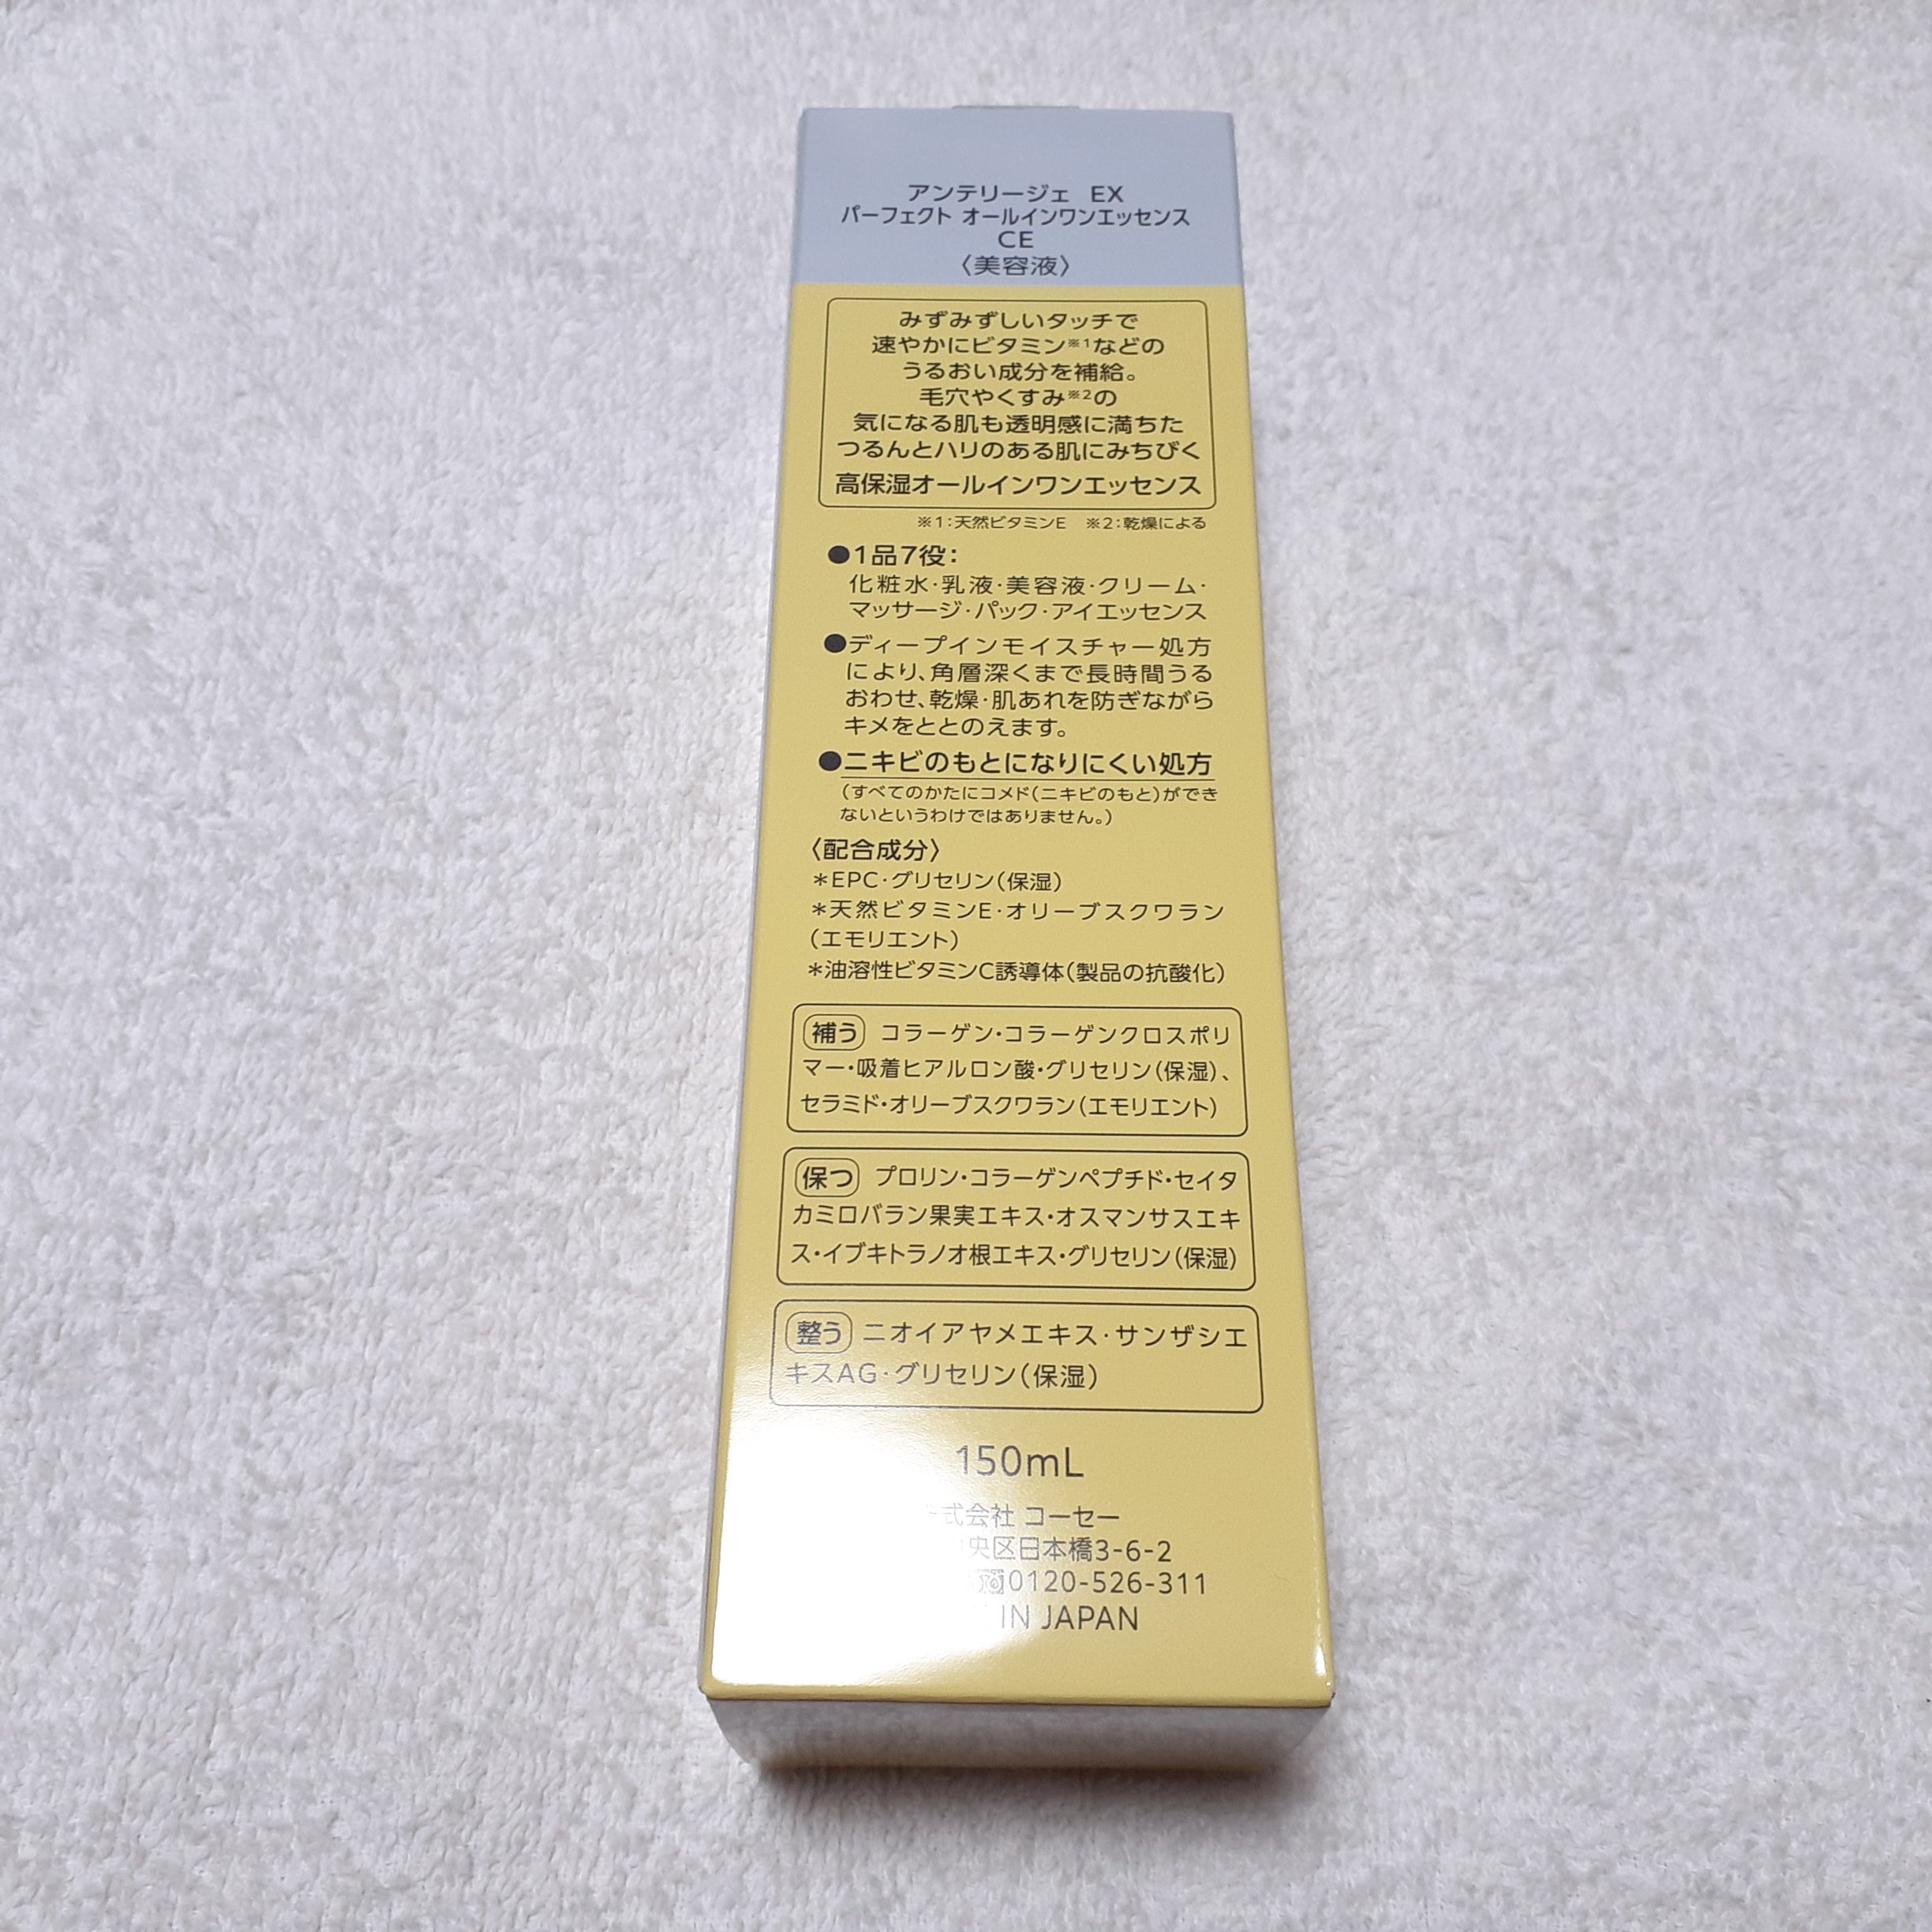 アンテリージェ EX
パーフェクト オールインワンエッセンス
CE
〈美容液〉
みずみずしいタッチで
速やかにビタミン※1などの
うるおい成分を補給。
毛穴やくすみ※2の
気になる肌も透明感に満ちた
つるんとハリのある肌にみちびく
高保湿オールインワンエッセンス
※1:天然ビタミンE ※2:乾燥による
●1品7役:
化粧水・乳液・美容液・クリーム・
マッサージ・パック・アイエッセンス
●ディープインモイスチャー処方
により、角層深くまで長時間うる
おわせ、乾燥・肌あれを防ぎながら
キメをととのえます。
●ニキビのもとになりにくい処方
(すべてのかたにコメド(ニキビのもと)ができ
ないというわけではありません。)
〈配合成分〉
*EPC・グリセリン(保湿)
*天然ビタミンE・オリーブスクワラン
(エモリエント)
*油溶性ビタミンC誘導体(製品の抗酸化)
補う コラーゲン・コラーゲンクロスポリ
マー・吸着ヒアルロン酸・グリセリン(保湿)、
セラミド・オリーブスクワラン(エモリエント)
保つ プロリン・コラーゲンペプチド・セイタ
カミロバラン果実エキス・オスマンサスエキ
ス・イブキトラノオ根エキス・グリセリン(保湿)
整う ニオイアヤメエキス・サンザシエ
キスAG・グリセリン(保湿)
150mL
式会社 コーセー
央区日本橋3-6-2
0120-526-311
IN JAPAN